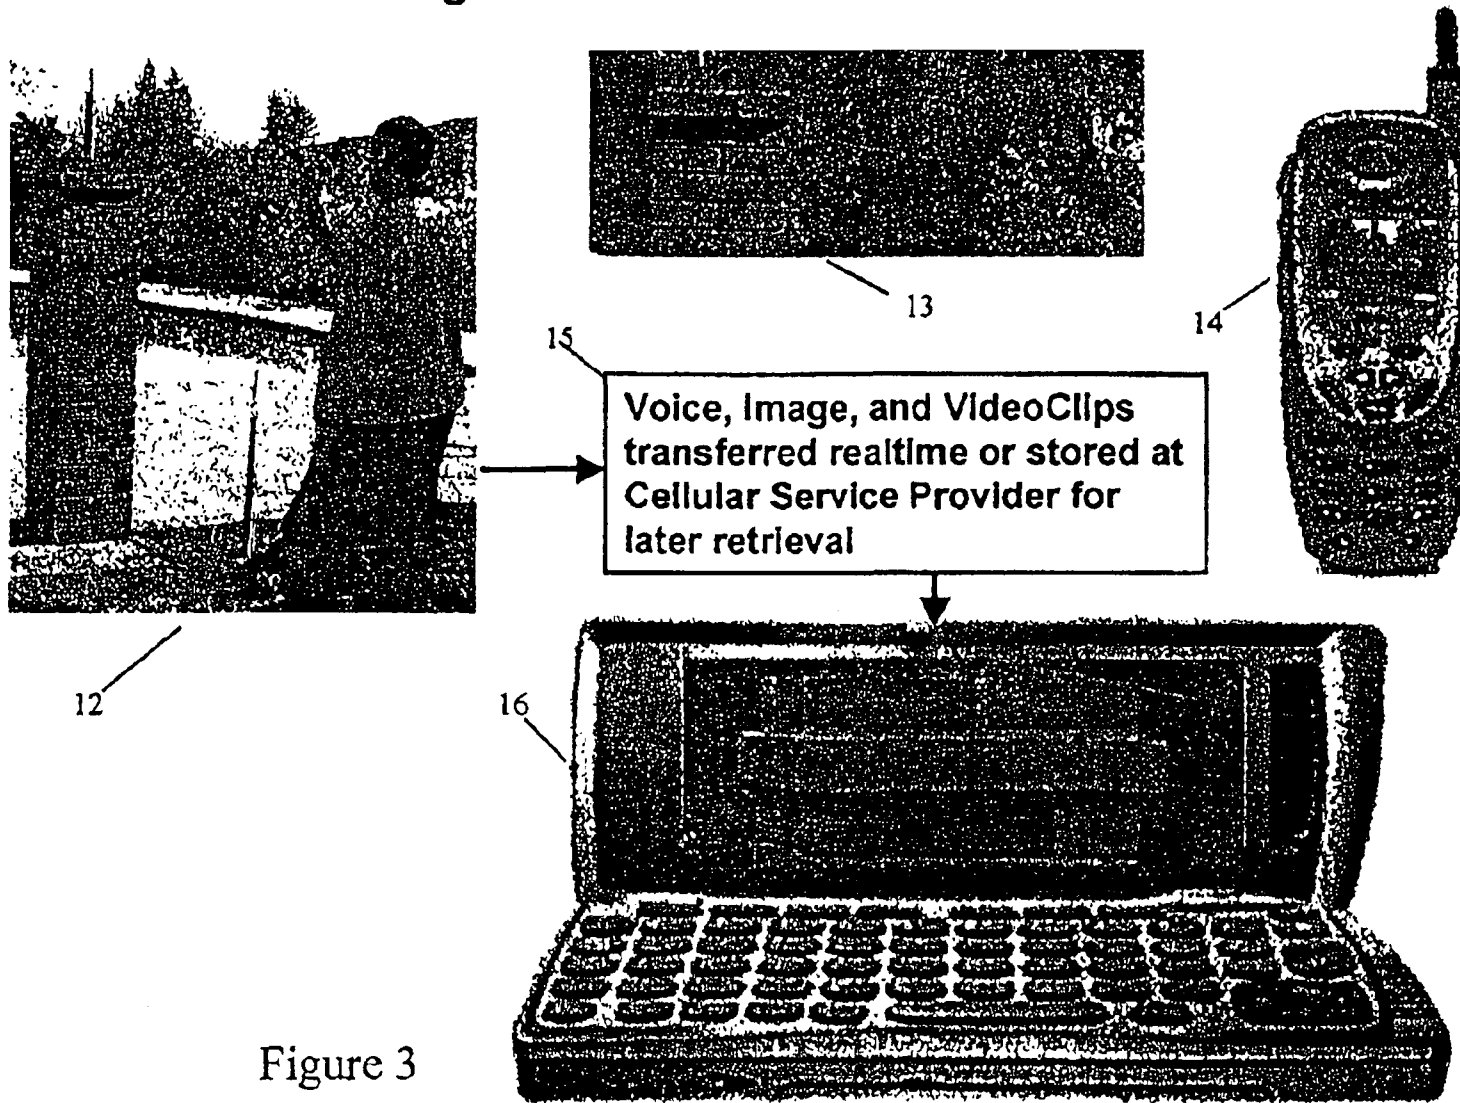 13
14
15
Voice, Image, and VideoClips
transferred realtime or stored at
Cellular Service Provider for
later retrieval
12
16
Figure 3